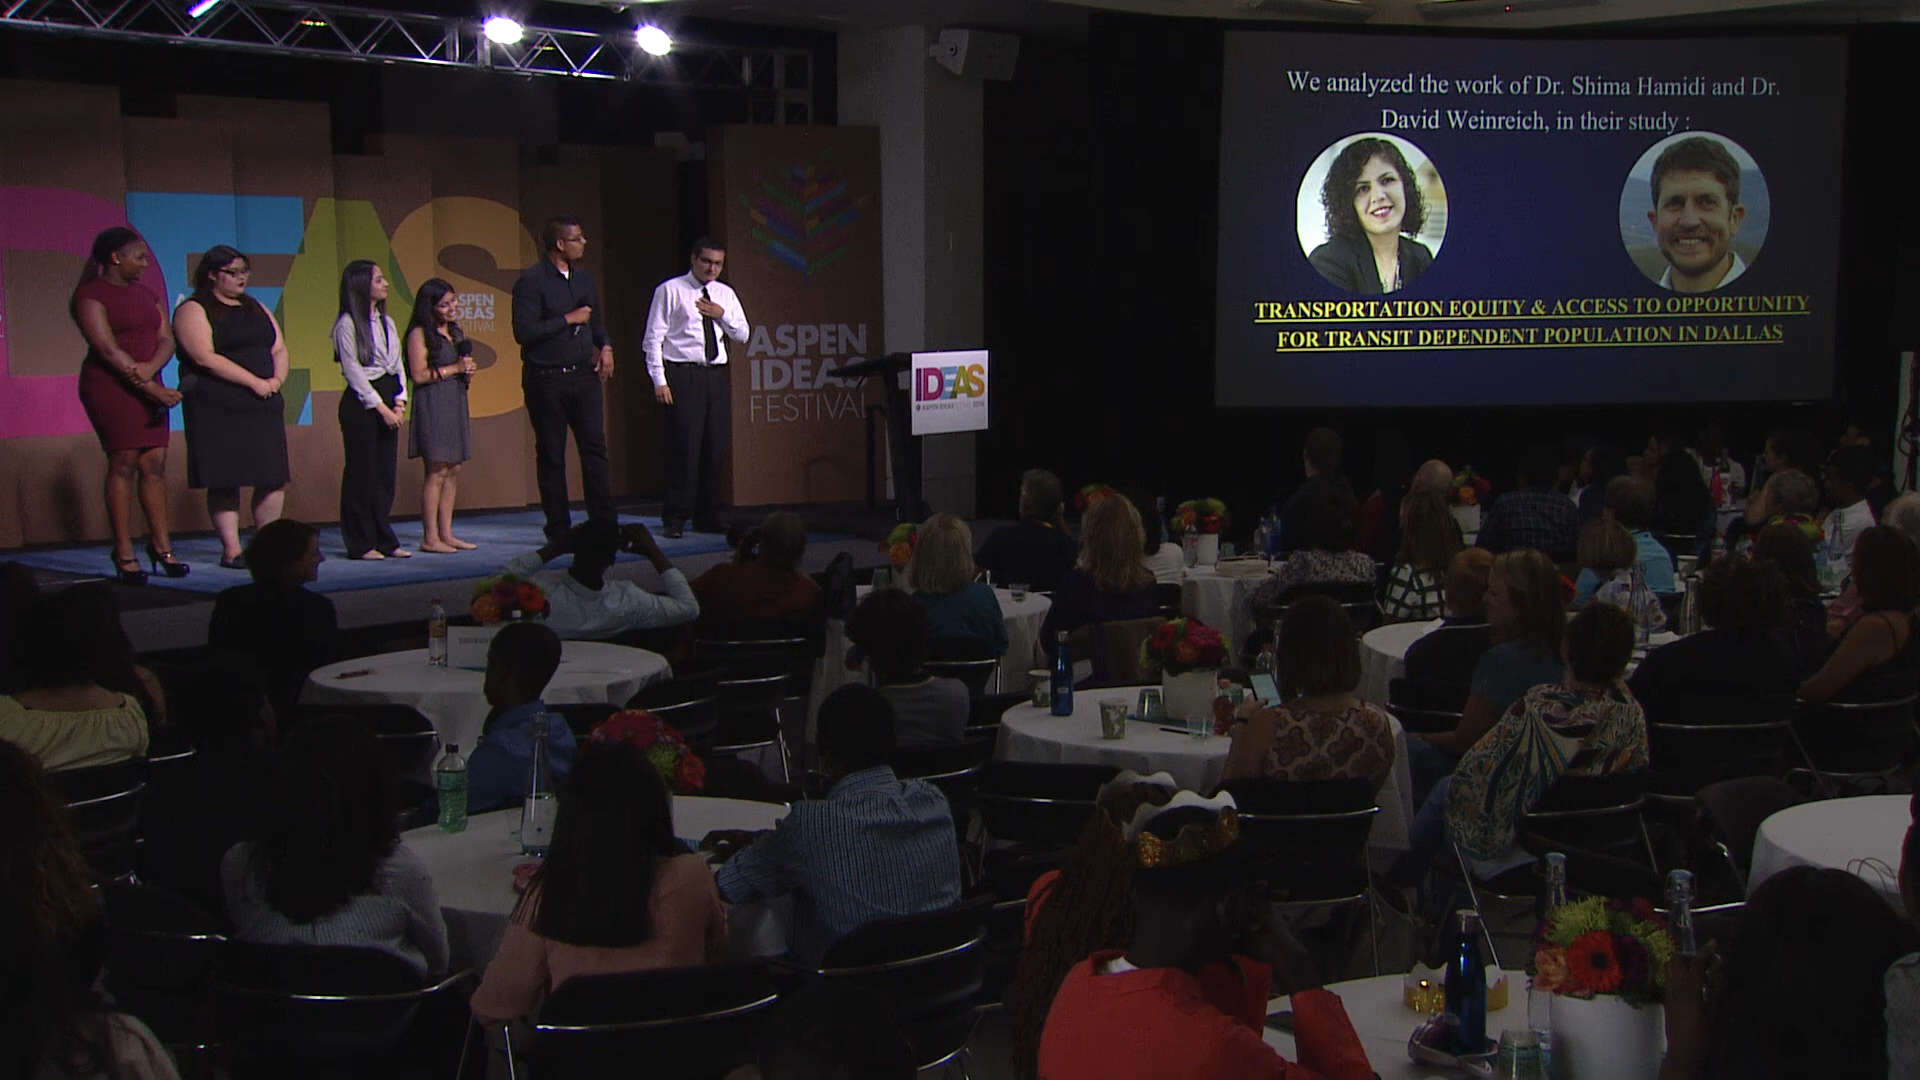 We analyzed the work of Dr. Shima Hamidi and Dr.
David Weinreich, in their study :
TRANSPORTATION EQUITY & ACCESS TO OPPORTUNITY
FOR TRANSIT DEPENDENT POPULATION IN DALLAS
DEAS
ASPEN
IDEAS
FESTIVAL
ASPEN
IDEAS
FESTIVAL
IDEAS